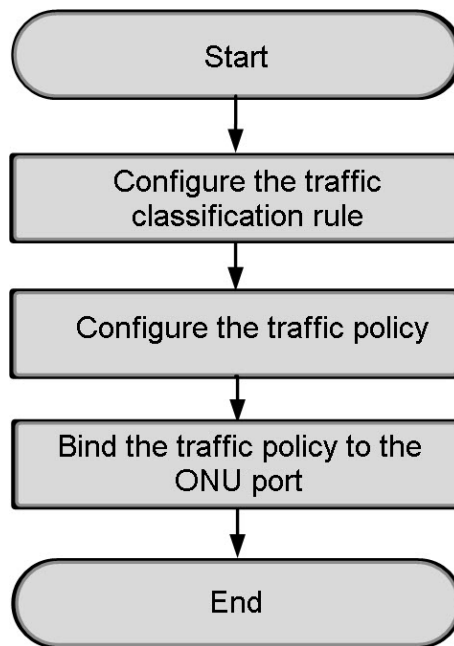 Start
Configure the traffic
classification rule
Configure the traffic policy
Bind the traffic policy to the
ONU port
End